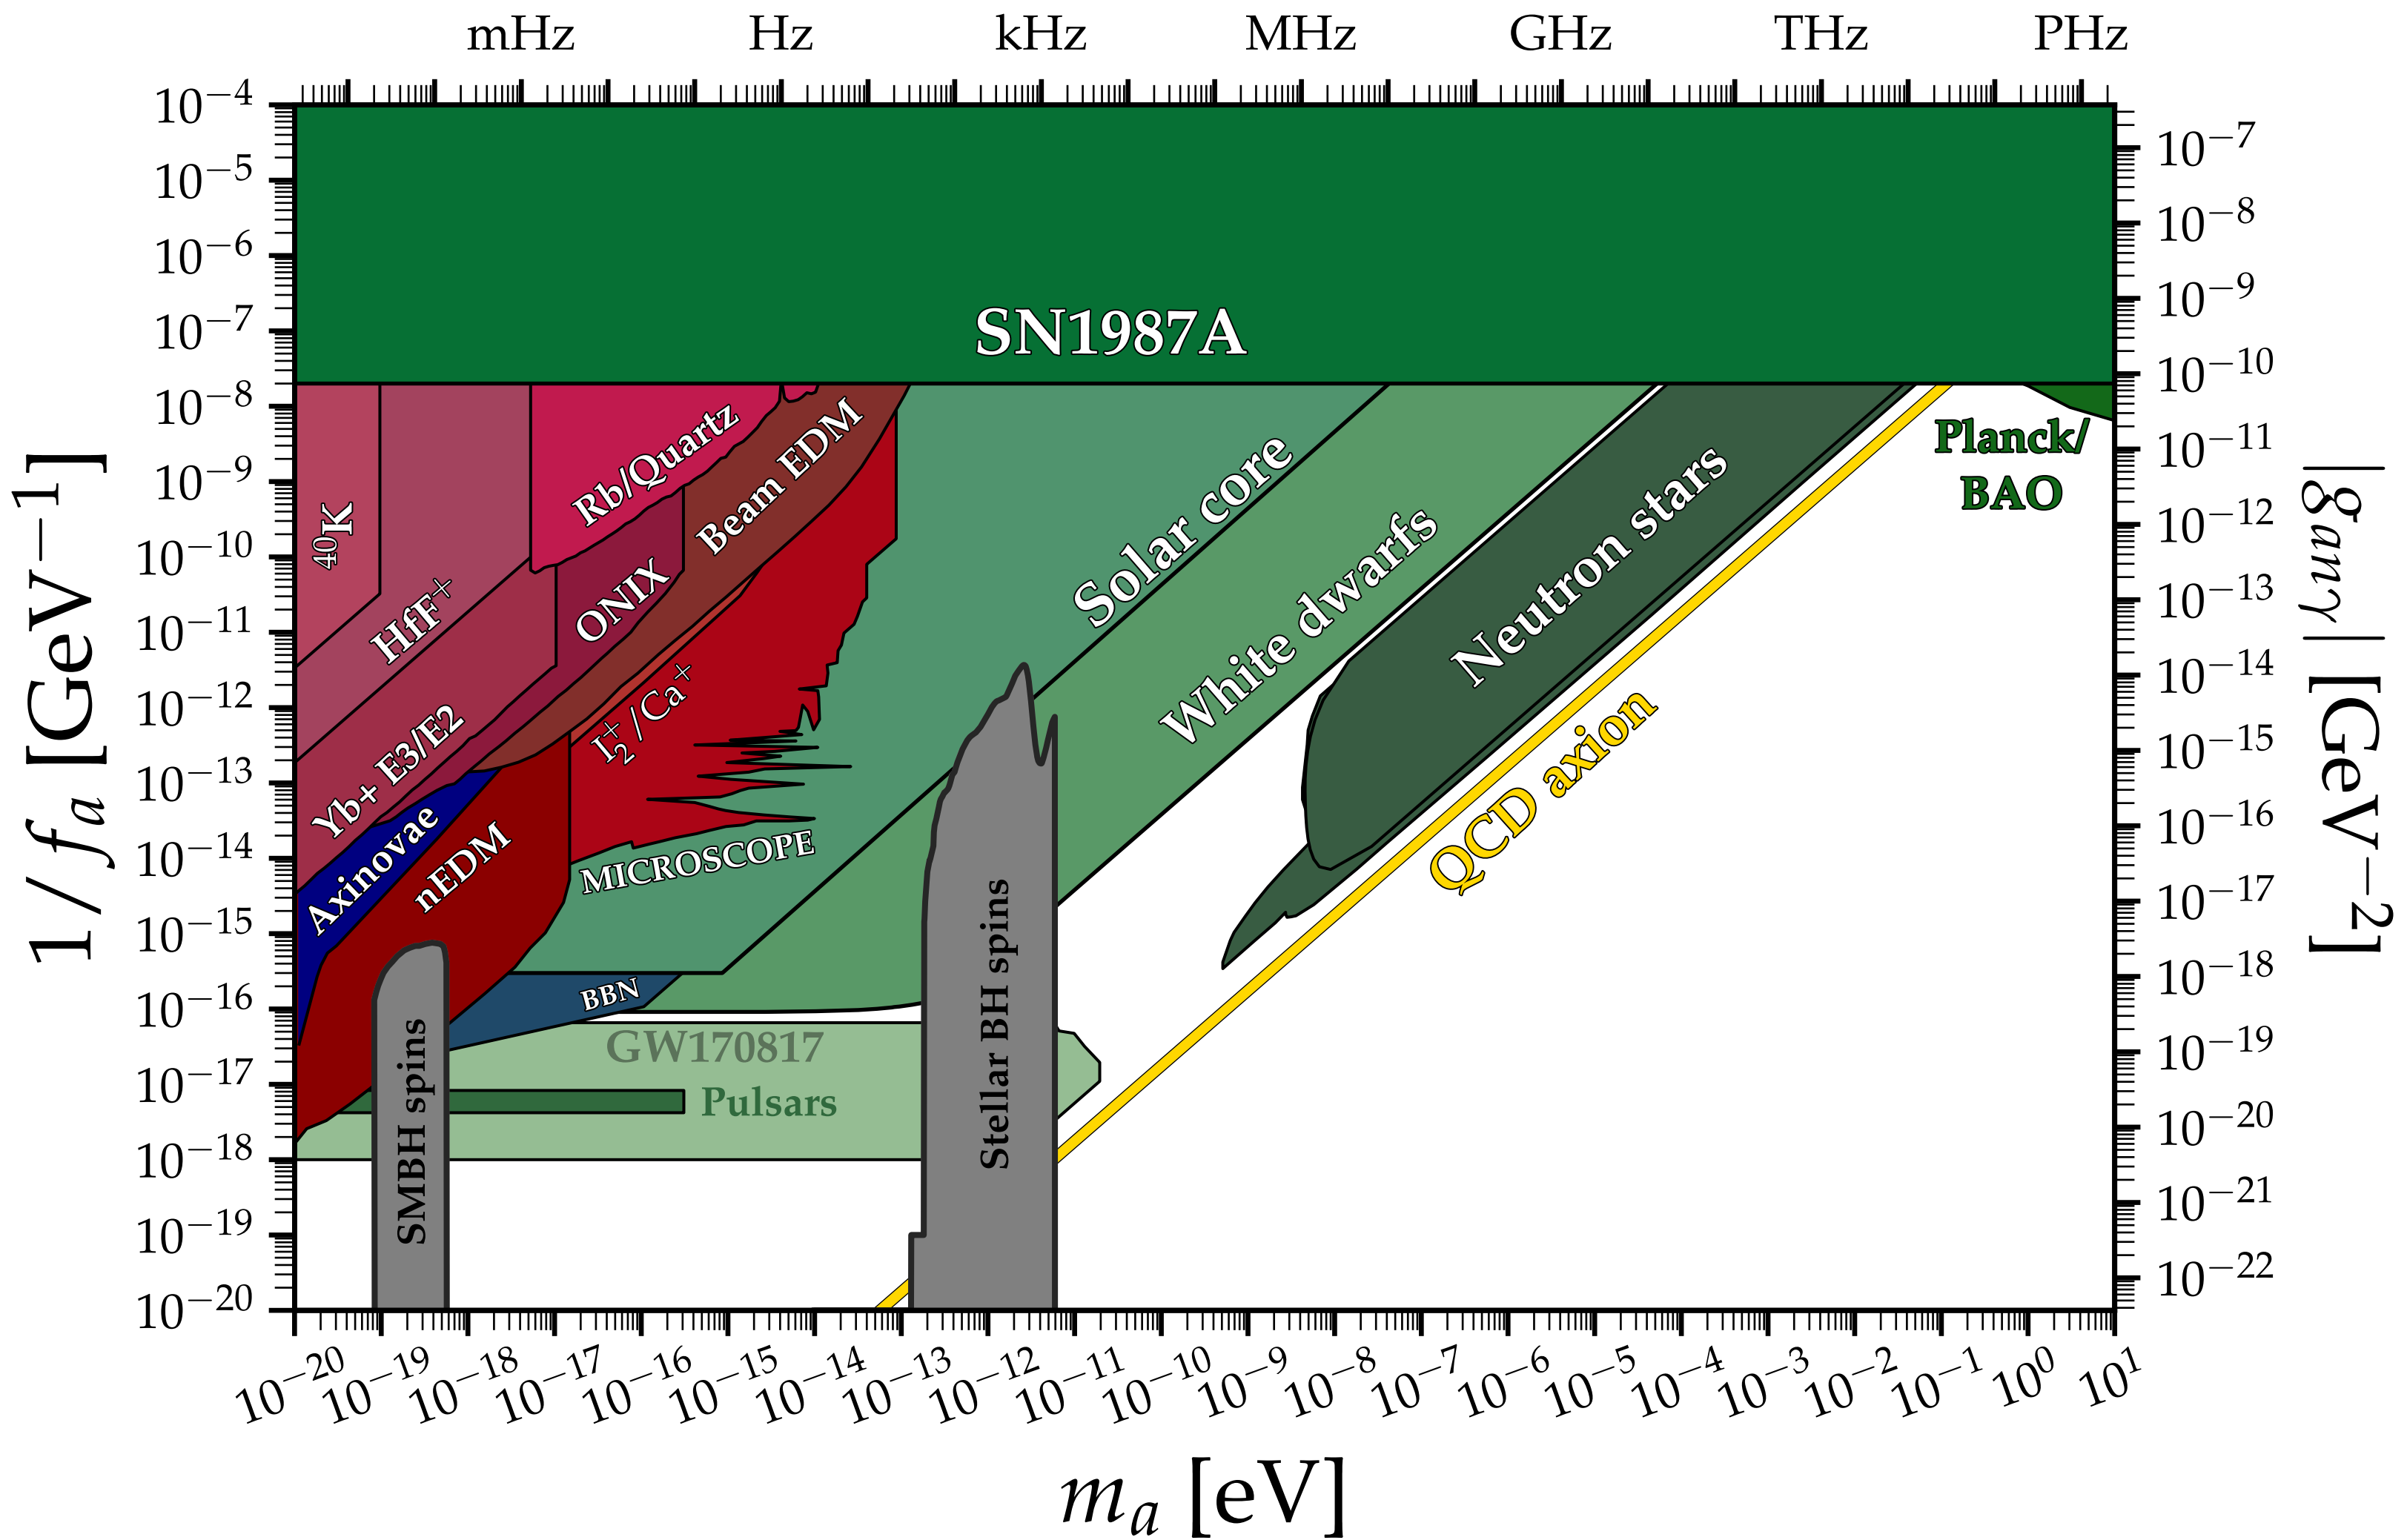 mHz Hz kHz MHz GHz THz PHz
10⁻⁴
10⁻⁵
10⁻⁶
10⁻⁷
10⁻⁸
10⁻⁹
10⁻¹⁰
10⁻¹¹
10⁻¹²
10⁻¹³
10⁻¹⁴
10⁻¹⁵
10⁻¹⁶
10⁻¹⁷
10⁻¹⁸
10⁻¹⁹
10⁻²⁰
1/fₐ [GeV⁻¹]
SN1987A
⁴⁰K
HfF⁺
Rb/Quartz
Yb+ E3/E2
ONIX
Beam EDM
I₂⁺/Ca⁺
Axinovae
nEDM
MICROSCOPE
BBN
GW170817
Pulsars
SMBH spins
Stellar BH spins
Solar core
White dwarfs
Neutron stars
QCD axion
Planck/
BAO
10⁻⁷
10⁻⁸
10⁻⁹
10⁻¹⁰
10⁻¹¹
10⁻¹²
10⁻¹³
10⁻¹⁴
10⁻¹⁵
10⁻¹⁶
10⁻¹⁷
10⁻¹⁸
10⁻¹⁹
10⁻²⁰
10⁻²¹
10⁻²²
|g_{anγ}| [GeV⁻²]
10⁻²⁰ 10⁻¹⁹ 10⁻¹⁸ 10⁻¹⁷ 10⁻¹⁶ 10⁻¹⁵ 10⁻¹⁴ 10⁻¹³ 10⁻¹² 10⁻¹¹ 10⁻¹⁰ 10⁻⁹ 10⁻⁸ 10⁻⁷ 10⁻⁶ 10⁻⁵ 10⁻⁴ 10⁻³ 10⁻² 10⁻¹ 10⁰ 10¹
mₐ [eV]